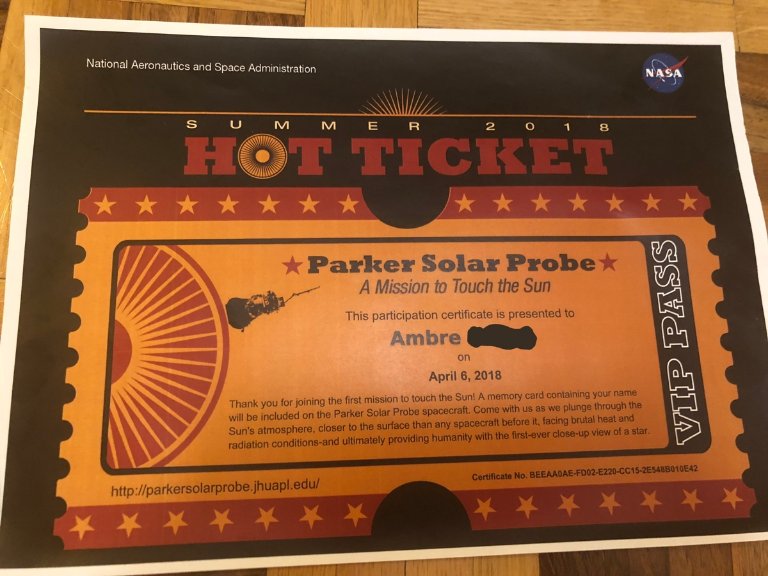 National Aeronautics and Space Administration
NASA
SUMMER 2018
HOT TICKET
Parker Solar Probe
A Mission to Touch the Sun
This participation certificate is presented to
Ambre
on
April 6, 2018
Thank you for joining the first mission to touch the Sun! A memory card containing your name
will be included on the Parker Solar Probe spacecraft. Come with us as we plunge through the
Sun's atmosphere, closer to the surface than any spacecraft before it, facing brutal heat and
radiation conditions-and ultimately providing humanity with the first-ever close-up view of a star.
VIP PASS
http://parkersolarprobe.jhuapl.edu/
Certificate No. BEEAA0AE-FD02-E220-CC15-2E548B010E42